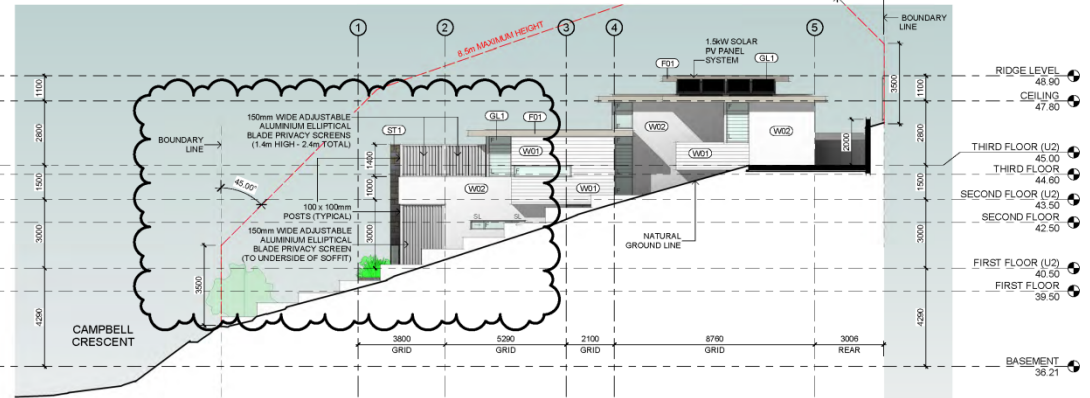 BOUNDARY
LINE
1
2
3
4
5
8.5m MAXIMUM HEIGHT
1.5kW SOLAR
PV PANEL
SYSTEM
F01
GL1
3500
RIDGE LEVEL
48.90
1100
1100
CEILING
47.80
150mm WIDE ADJUSTABLE
ALUMINIUM ELLIPTICAL
BLADE PRIVACY SCREENS
(1.4m HIGH - 2.4m TOTAL)
GL1
F01
ST1
W02
W02
2000
2800
2800
BOUNDARY
LINE
W01
W01
1400
THIRD FLOOR (U2)
45.00
THIRD FLOOR
44.60
45.00°
1000
W02
W01
1500
1500
SECOND FLOOR (U2)
43.50
100 x 100mm
POSTS (TYPICAL)
SL
SL
SECOND FLOOR
42.50
150mm WIDE ADJUSTABLE
ALUMINIUM ELLIPTICAL
BLADE PRIVACY SCREEN
(TO UNDERSIDE OF SOFFIT)
3000
3000
3000
NATURAL
GROUND LINE
FIRST FLOOR (U2)
40.50
FIRST FLOOR
39.50
3500
4290
4290
CAMPBELL
CRESCENT
3800
5290
2100
8760
3006
GRID
GRID
GRID
GRID
REAR
BASEMENT
36.21